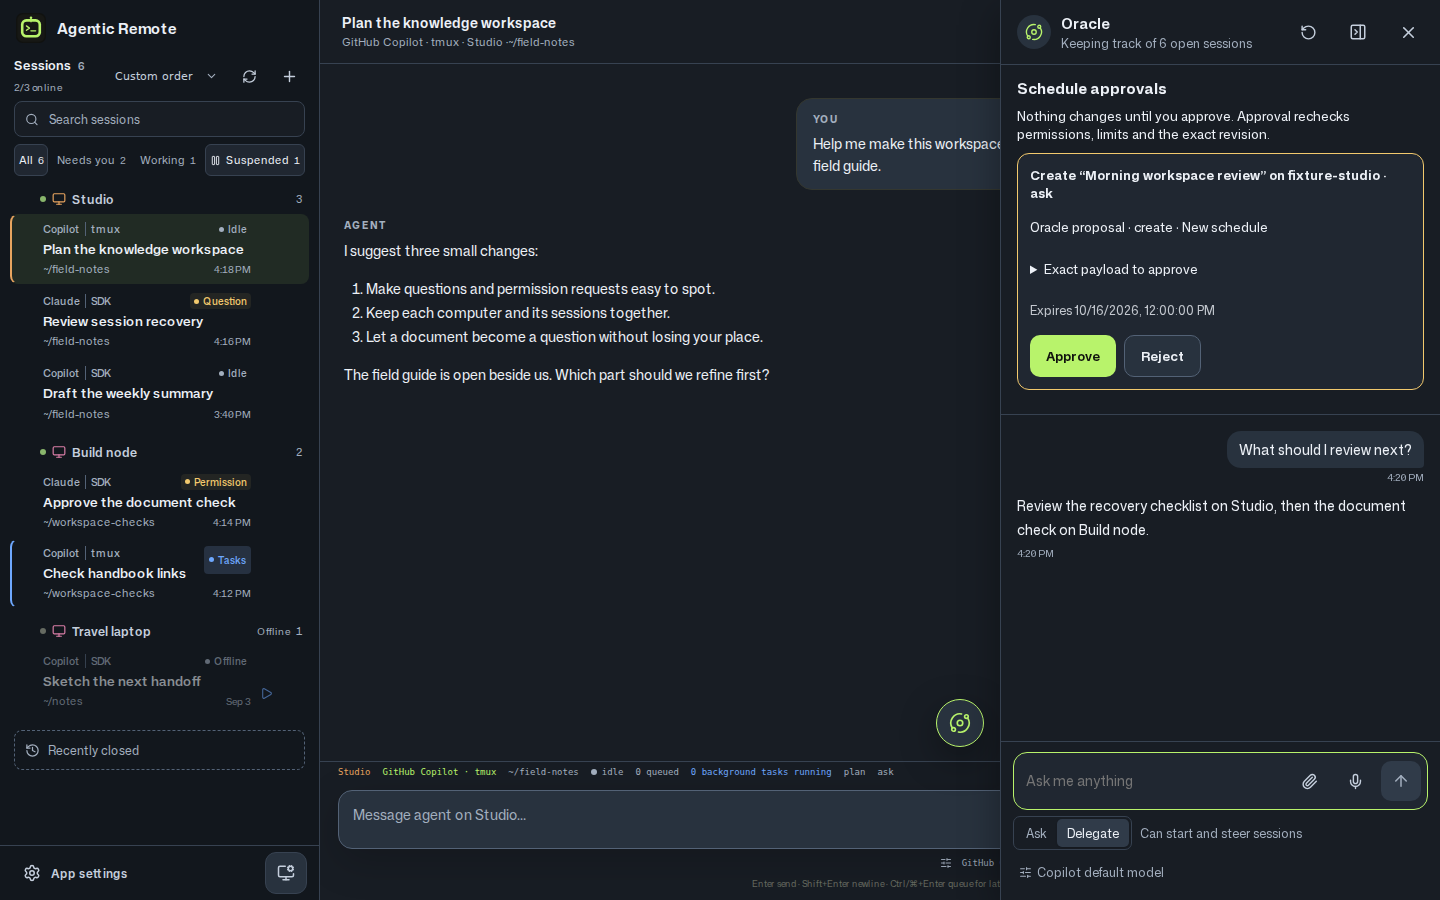 Agentic Remote
Sessions 6
2/3 online
Custom order
Search sessions
All 6
Needs you 2
Working 1
Suspended 1
Studio 3
Copilot | tmux Idle
Plan the knowledge workspace
~/field-notes 4:18 PM
Claude | SDK Question
Review session recovery
~/field-notes 4:16 PM
Copilot | SDK Idle
Draft the weekly summary
~/field-notes 3:40 PM
Build node 2
Claude | SDK Permission
Approve the document check
~/workspace-checks 4:14 PM
Copilot | tmux Tasks
Check handbook links
~/workspace-checks 4:12 PM
Travel laptop Offline 1
Copilot | SDK Offline
Sketch the next handoff
~/notes Sep 3
Recently closed
App settings
Plan the knowledge workspace
GitHub Copilot · tmux · Studio · ~/field-notes
YOU
Help make this workspace
field guide.
AGENT
I suggest three small changes:
1. Make questions and permission requests easy to spot.
2. Keep each computer and its sessions together.
3. Let a document become a question without losing your place.
The field guide is open beside us. Which part should we refine first?
Studio GitHub Copilot · tmux ~/field-notes idle 0 queued 0 background tasks running plan ask
Message agent on Studio...
GitHub
Enter send · Shift+Enter newline · Ctrl/⌘+Enter queue for lat
Oracle
Keeping track of 6 open sessions
Schedule approvals
Nothing changes until you approve. Approval rechecks
permissions, limits and the exact revision.
Create “Morning workspace review” on fixture-studio ·
ask
Oracle proposal · create · New schedule
Exact payload to approve
Expires 10/16/2026, 12:00:00 PM
Approve
Reject
What should I review next?
4:20 PM
Review the recovery checklist on Studio, then the document
check on Build node.
4:20 PM
Ask me anything
Ask
Delegate
Can start and steer sessions
Copilot default model